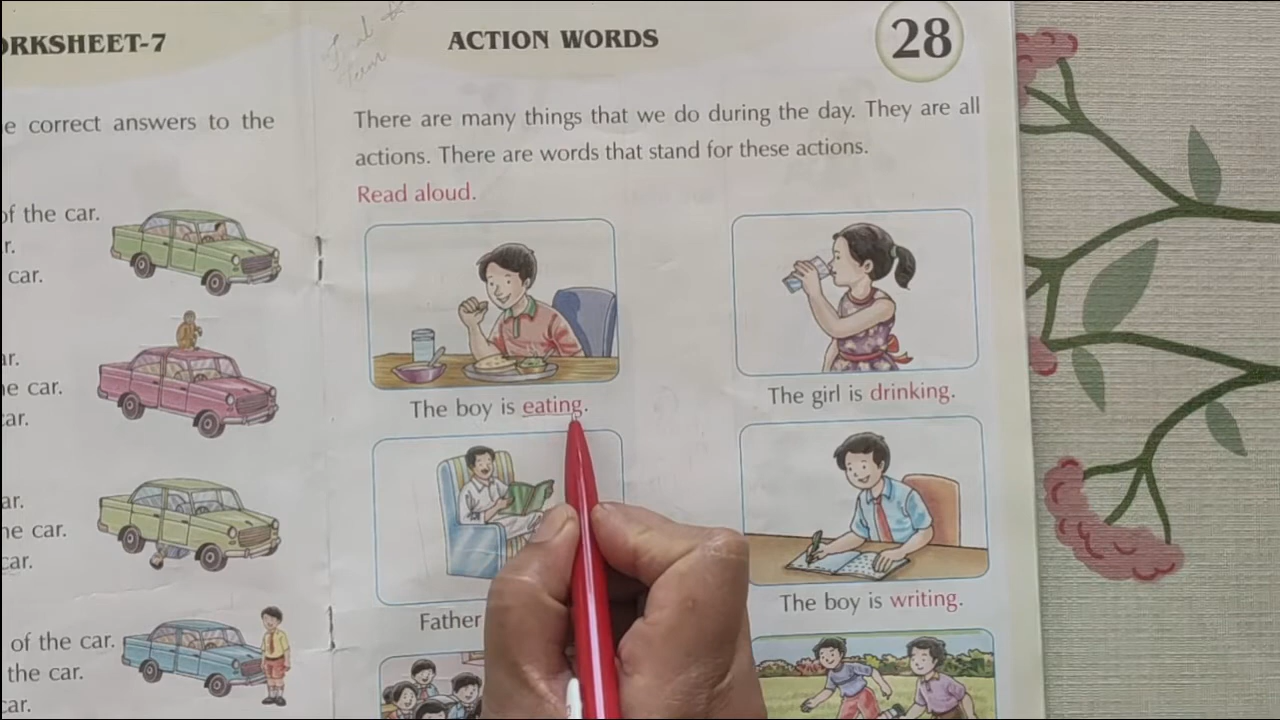 ORKSHEET-7
e correct answers to the
of the car.
r.
car.
ar.
e car.
car.
ar.
he car.
car.
of the car.
the car.
car.
ACTION WORDS
28
There are many things that we do during the day. They are all
actions. There are words that stand for these actions.
Read aloud.
The boy is eating.
The girl is drinking.
Father
The boy is writing.